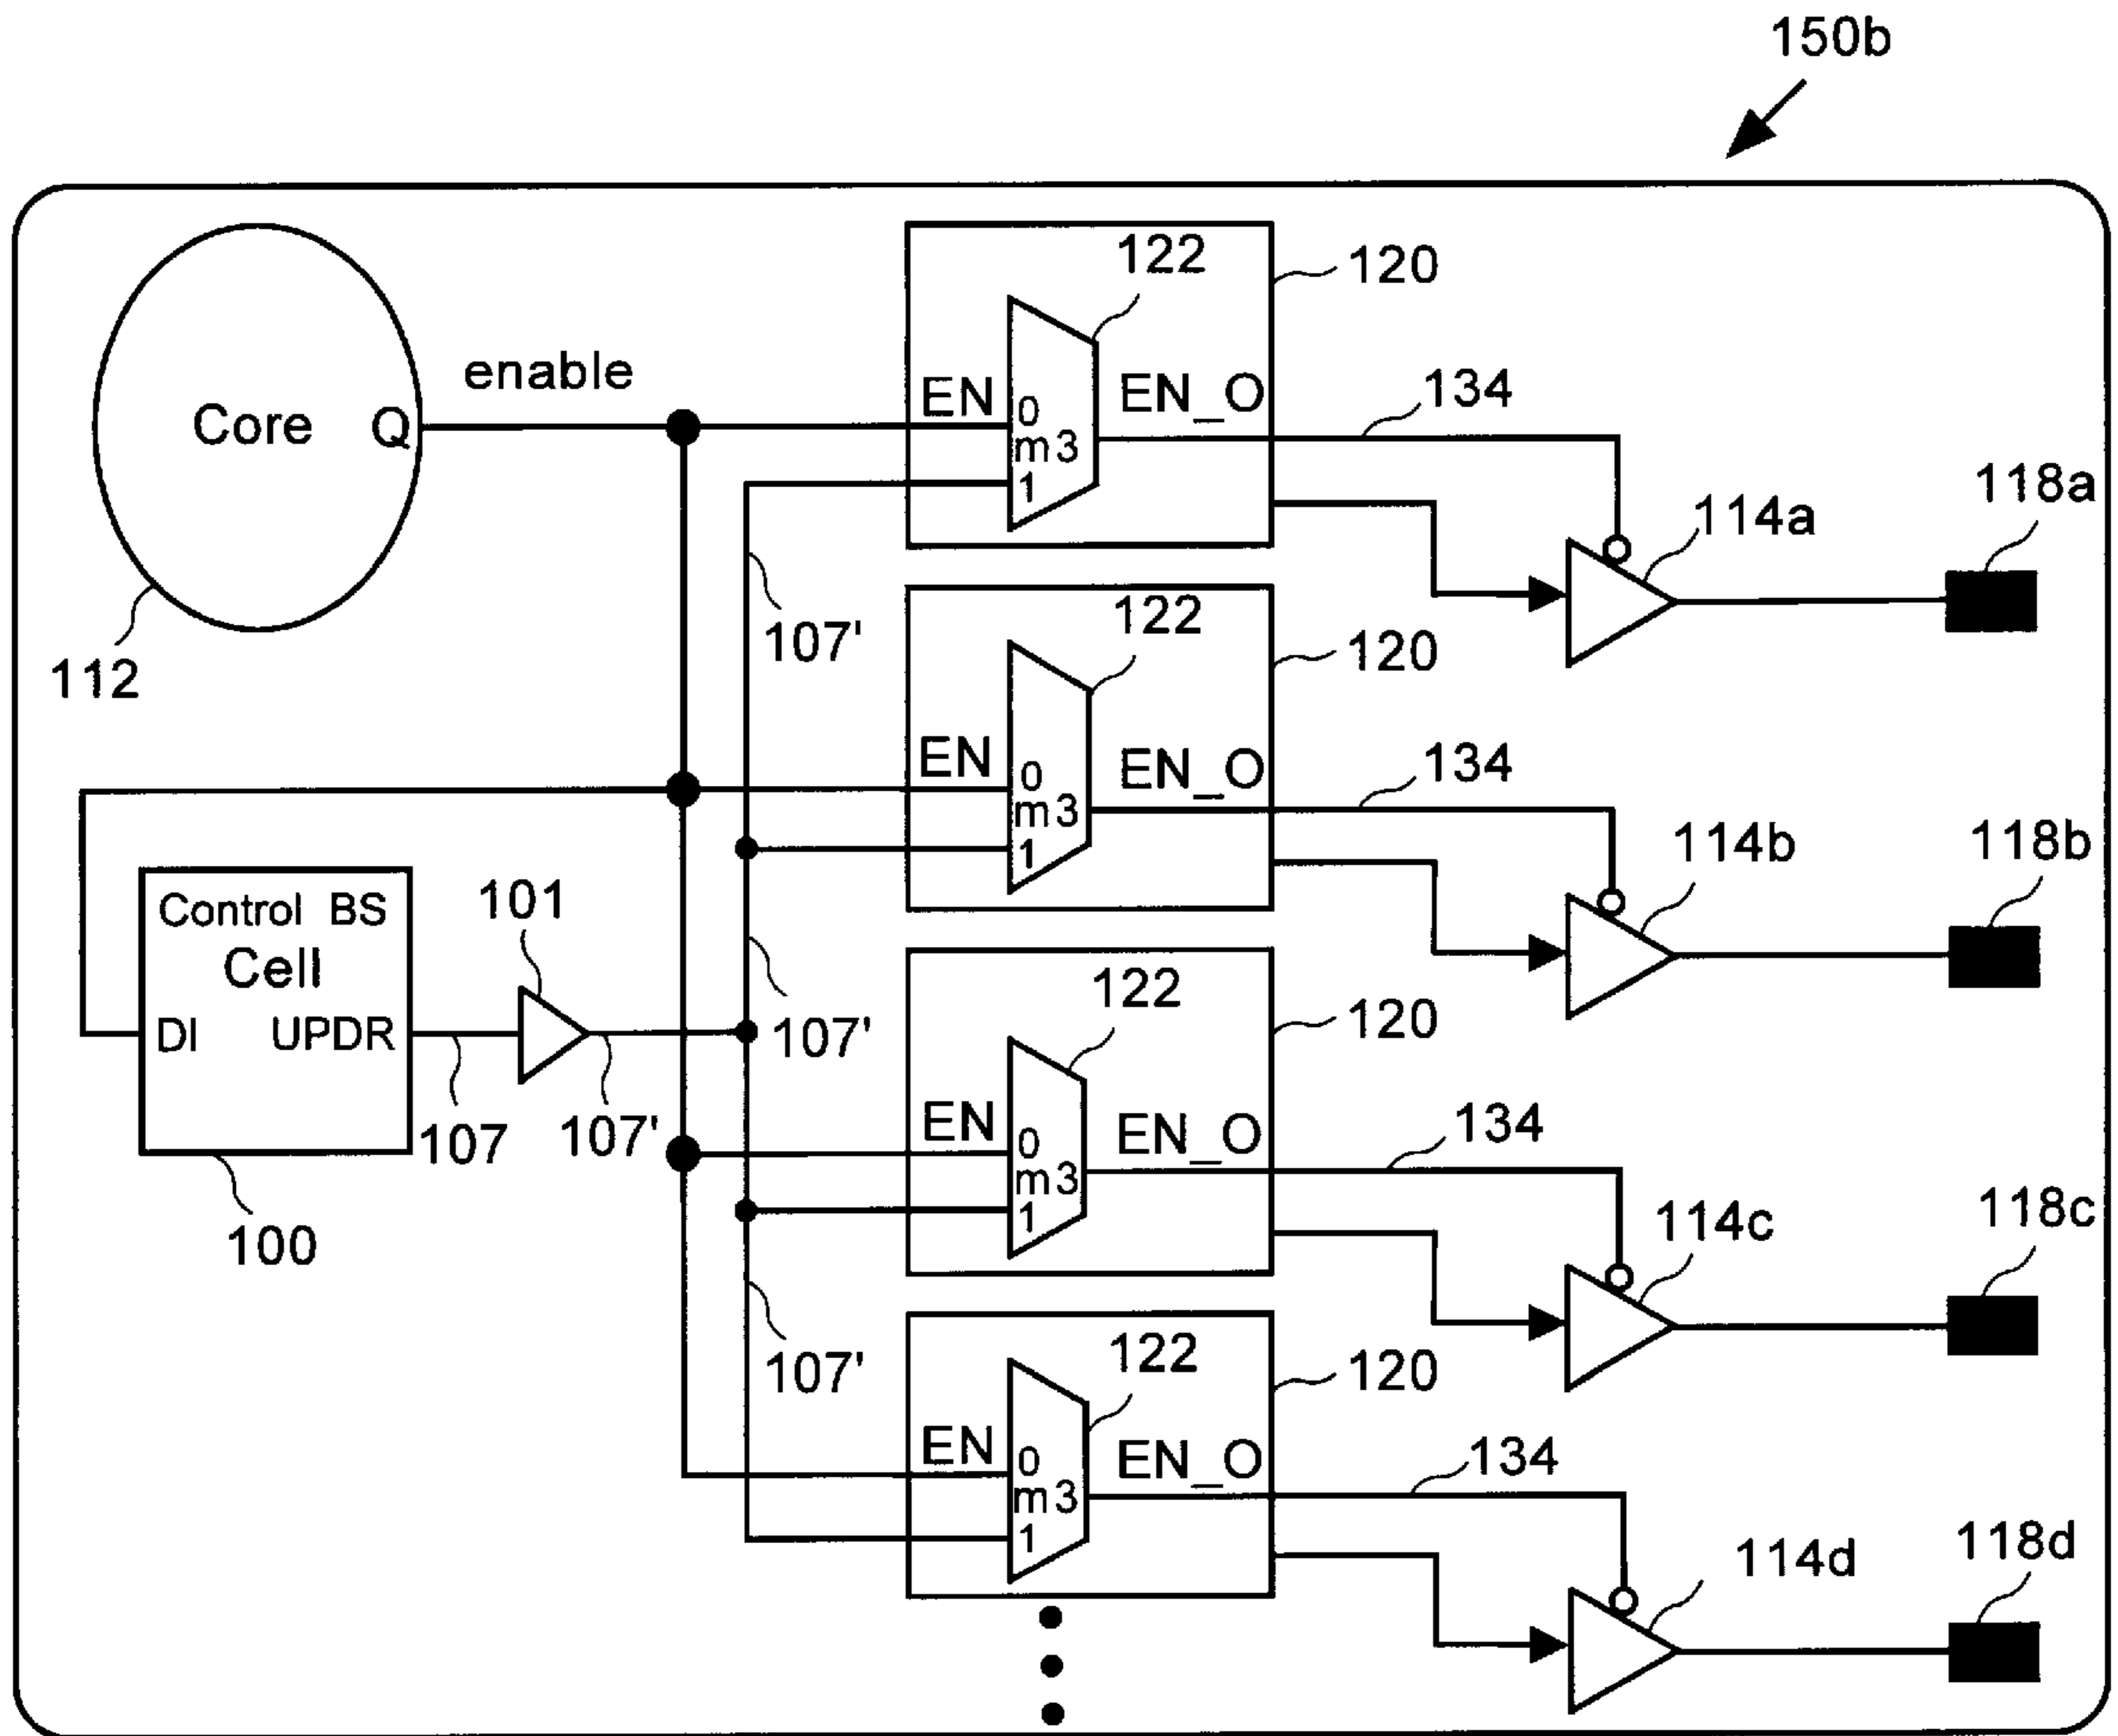 150b
122
120
enable
EN
0
EN_O
134
Core
Q
m3
1
118a
114a
107'
112
122
120
EN
0
EN_O
134
m3
1
114b
118b
Control BS
Cell
101
122
120
DI
UPDR
107'
107
107'
EN
0
EN_O
134
m3
1
100
114c
118c
107'
122
120
EN
0
EN_O
134
m3
1
114d
118d